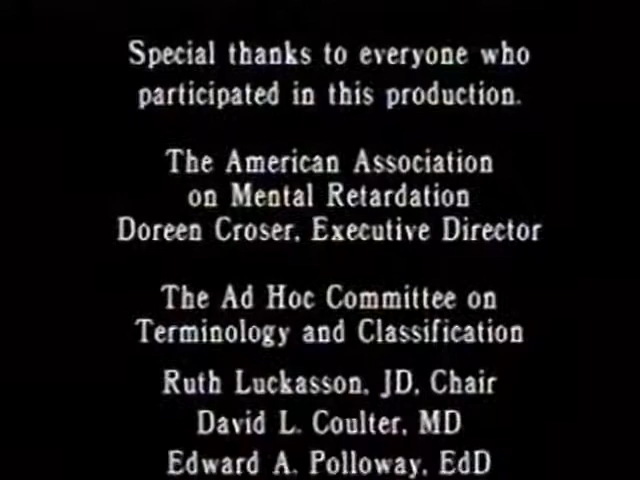 Special thanks to everyone who
participated in this production.
The American Association
on Mental Retardation
Doreen Croser, Executive Director
The Ad Hoc Committee on
Terminology and Classification
Ruth Luckasson, JD, Chair
David L. Coulter, MD
Edward A. Polloway, EdD